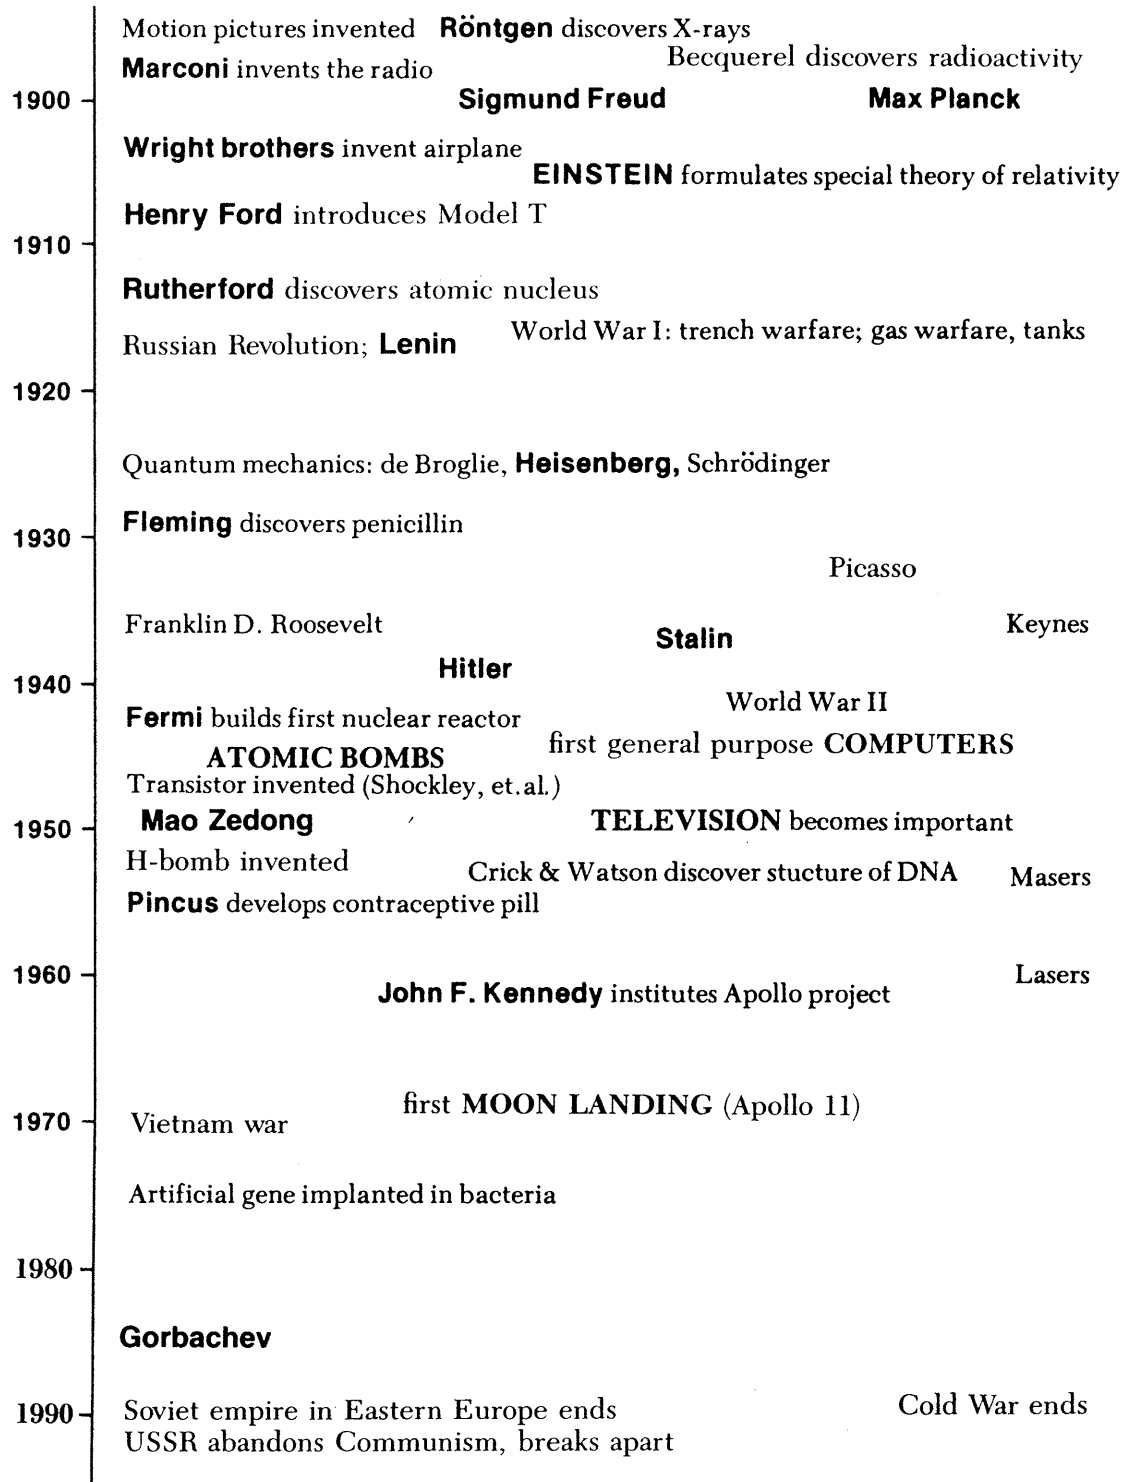 Motion pictures invented Röntgen discovers X-rays
Becquerel discovers radioactivity
Marconi invents the radio
1900 Sigmund Freud Max Planck
Wright brothers invent airplane
EINSTEIN formulates special theory of relativity
Henry Ford introduces Model T
1910
Rutherford discovers atomic nucleus
World War I: trench warfare; gas warfare, tanks
Russian Revolution; Lenin
1920
Quantum mechanics: de Broglie, Heisenberg, Schrödinger
Fleming discovers penicillin
1930
Picasso
Franklin D. Roosevelt Keynes
Stalin
Hitler
1940
World War II
Fermi builds first nuclear reactor
first general purpose COMPUTERS
ATOMIC BOMBS
Transistor invented (Shockley, et.al.)
1950 Mao Zedong TELEVISION becomes important
H-bomb invented
Crick & Watson discover stucture of DNA Masers
Pincus develops contraceptive pill
1960 Lasers
John F. Kennedy institutes Apollo project
first MOON LANDING (Apollo 11)
1970 Vietnam war
Artificial gene implanted in bacteria
1980
Gorbachev
Cold War ends
1990 Soviet empire in Eastern Europe ends
USSR abandons Communism, breaks apart